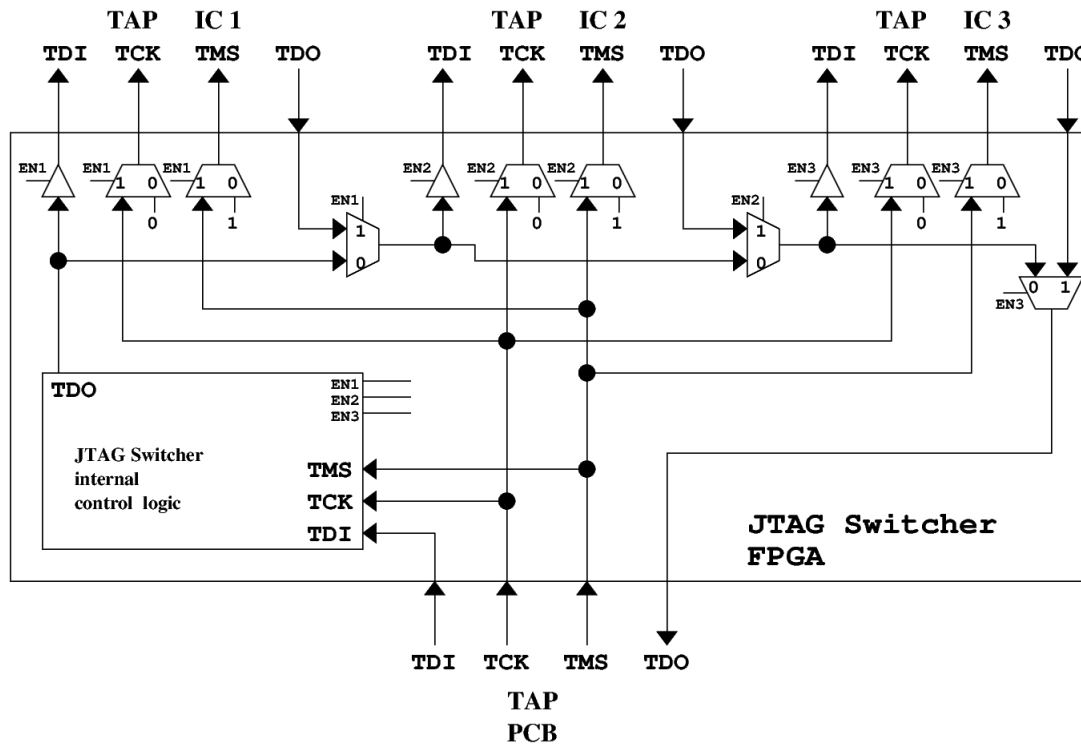 TAP IC 1 TAP IC 2 TAP IC 3
TDI TCK TMS TDO TDI TCK TMS TDO TDI TCK TMS TDO
EN1 EN1 1 0 EN1 1 0 EN2 EN2 1 0 EN2 1 0 EN3 EN3 1 0 EN3 1 0
EN1 EN2
0 1 0 1 0 1
1 1
0 0
0 1
EN3
TDO
EN1
EN2
EN3
JTAG Switcher
internal
control logic
TMS
TCK
TDI
JTAG Switcher
FPGA
TDI TCK TMS TDO
TAP
PCB